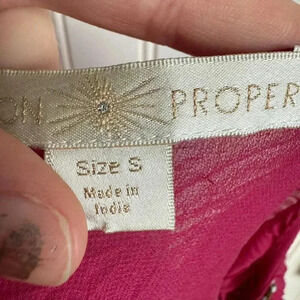 ON PROPER
Size S
Made in
India